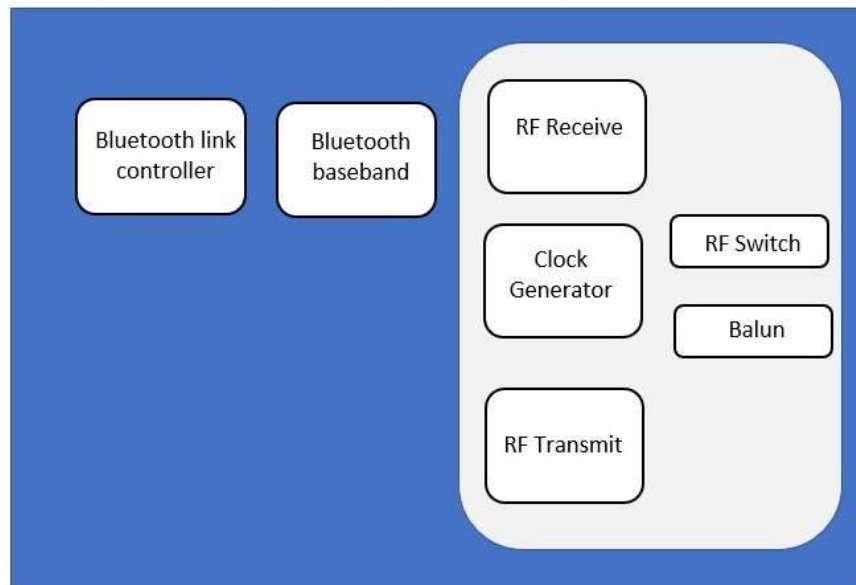 Bluetooth link
controller
Bluetooth
baseband
RF Receive
Clock
Generator
RF Switch
Balun
RF Transmit